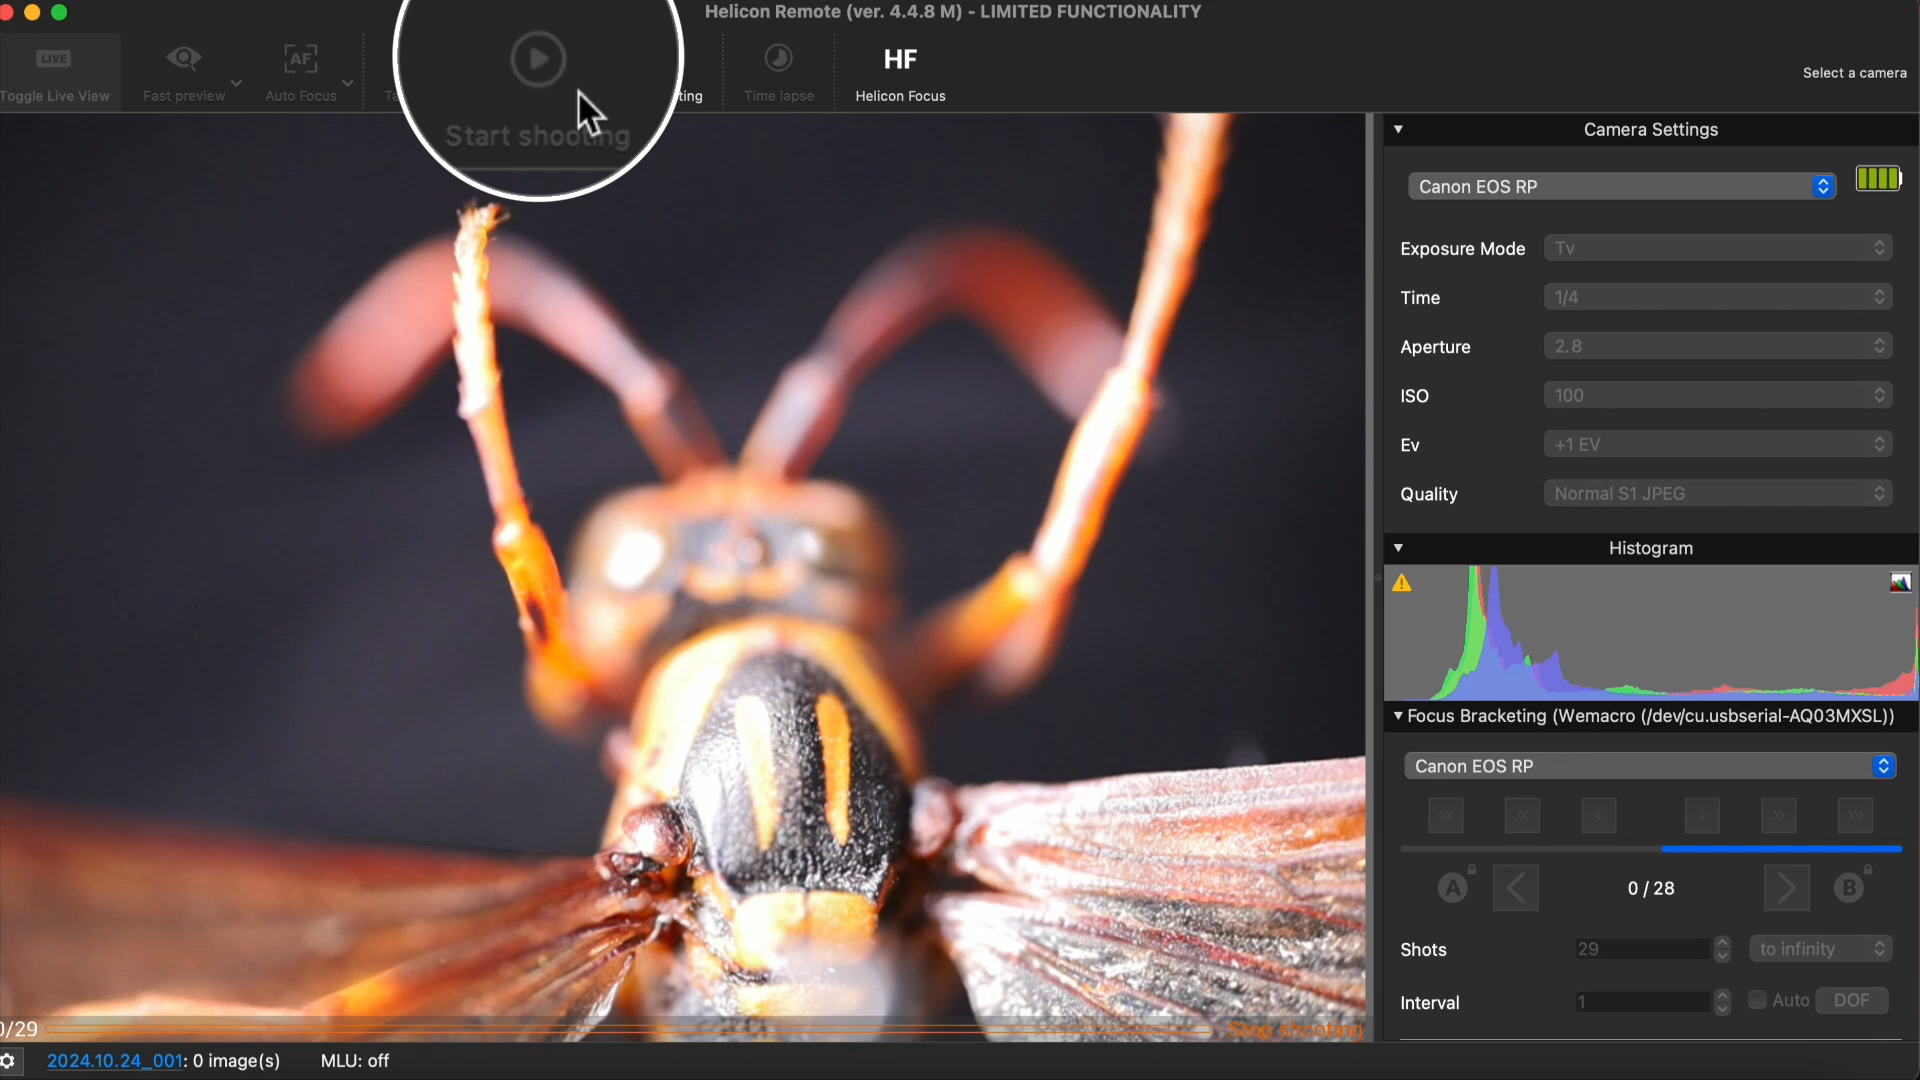 Helicon Remote (ver. 4.4.8 M) - LIMITED FUNCTIONALITY
LIVE
Toggle Live View
Fast preview
AF
Auto Focus
Start shooting
ting
Time lapse
HF
Helicon Focus
Select a camera
Camera Settings
Canon EOS RP
Exposure Mode Tv
Time 1/4
Aperture 2.8
ISO 100
Ev +1 EV
Quality Normal S1 JPEG
Histogram
Focus Bracketing (Wemacro (/dev/cu.usbserial-AQ03MXSL))
Canon EOS RP
A 0 / 28 B
Shots 29 to infinity
Interval 1 Auto DOF
0/29 Stop shooting
2024.10.24_001: 0 image(s) MLU: off